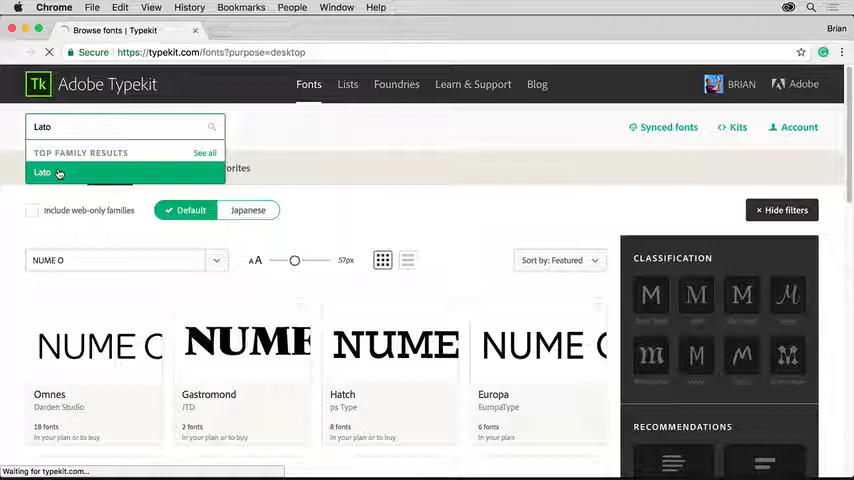 Chrome File Edit View History Bookmarks People Window Help
Browse fonts | Typekit
Brian
Secure https://typekit.com/fonts?purpose=desktop
Tk Adobe Typekit Fonts Lists Foundries Learn & Support Blog BRIAN Adobe
Lato
Synced fonts <> Kits Account
TOP FAMILY RESULTS See all
Lato
orites
Include web-only families Default Japanese × Hide filters
NUME O AA 57px Sort by: Featured
CLASSIFICATION
NUME O NUME NUME NUME O
Omnes Gastromond Hatch Europa
Darden Studio /TD ps Type EuropaType
18 fonts 2 fonts 8 fonts 6 fonts
In your plan or to buy In your plan or to buy In your plan or to buy In your plan or to buy
RECOMMENDATIONS
Waiting for typekit.com...